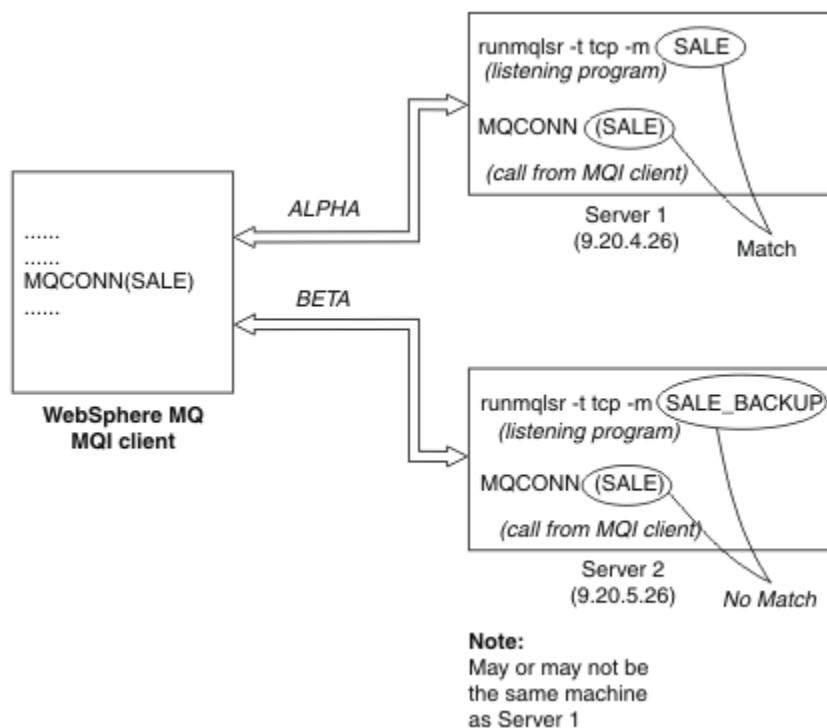 runmqlsr -t tcp -m SALE
(listening program)
MQCONN (SALE)
(call from MQI client)
Server 1
(9.20.4.26)
Match
ALPHA
......
......
MQCONN(SALE)
......
BETA
WebSphere MQ
MQI client
runmqlsr -t tcp -m SALE_BACKUP
(listening program)
MQCONN (SALE)
(call from MQI client)
Server 2
(9.20.5.26)
No Match
Note:
May or may not be
the same machine
as Server 1